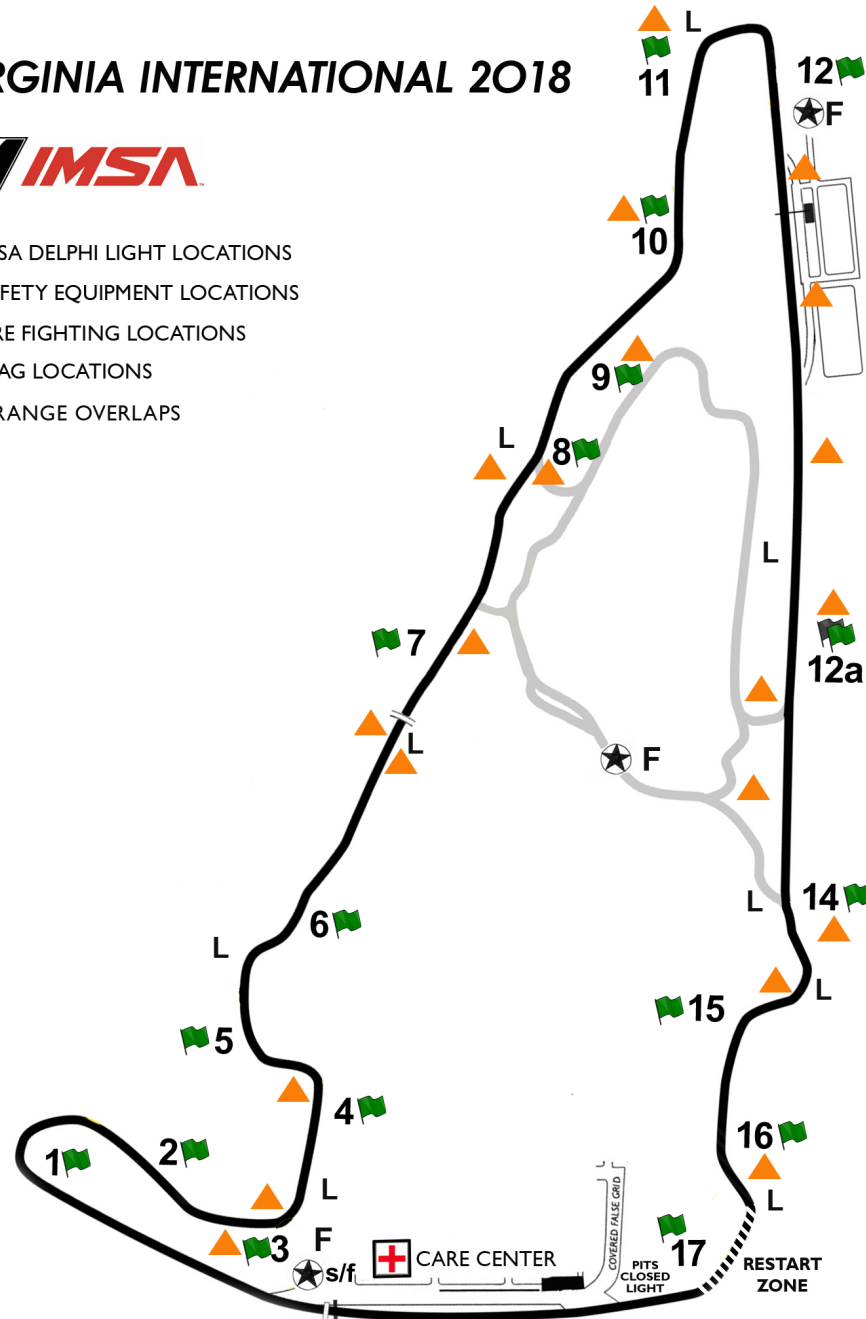 L
RGINIA INTERNATIONAL 2018
11
12
F
IMSA
10
SA DELPHI LIGHT LOCATIONS
FETY EQUIPMENT LOCATIONS
RE FIGHTING LOCATIONS
AG LOCATIONS
RANGE OVERLAPS
9
L
8
L
7
12a
L
F
14
L
6
L
L
15
5
4
16
2
1
L
L
3
F
s/f
CARE CENTER
COVERED FALSE GRID
17
PITS
CLOSED
LIGHT
RESTART
ZONE